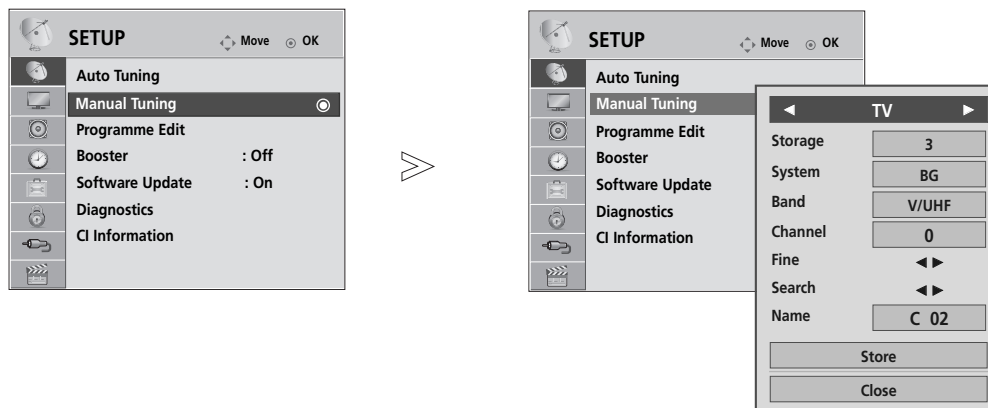 SETUP Move OK
Auto Tuning
Manual Tuning
Programme Edit
Booster : Off
Software Update : On
Diagnostics
CI Information
SETUP Move OK
Auto Tuning
Manual Tuning
Programme Edit
Booster
Software Update
Diagnostics
CI Information
◄ TV ►
Storage 3
System BG
Band V/UHF
Channel 0
Fine ◄ ►
Search ◄ ►
Name C 02
Store
Close